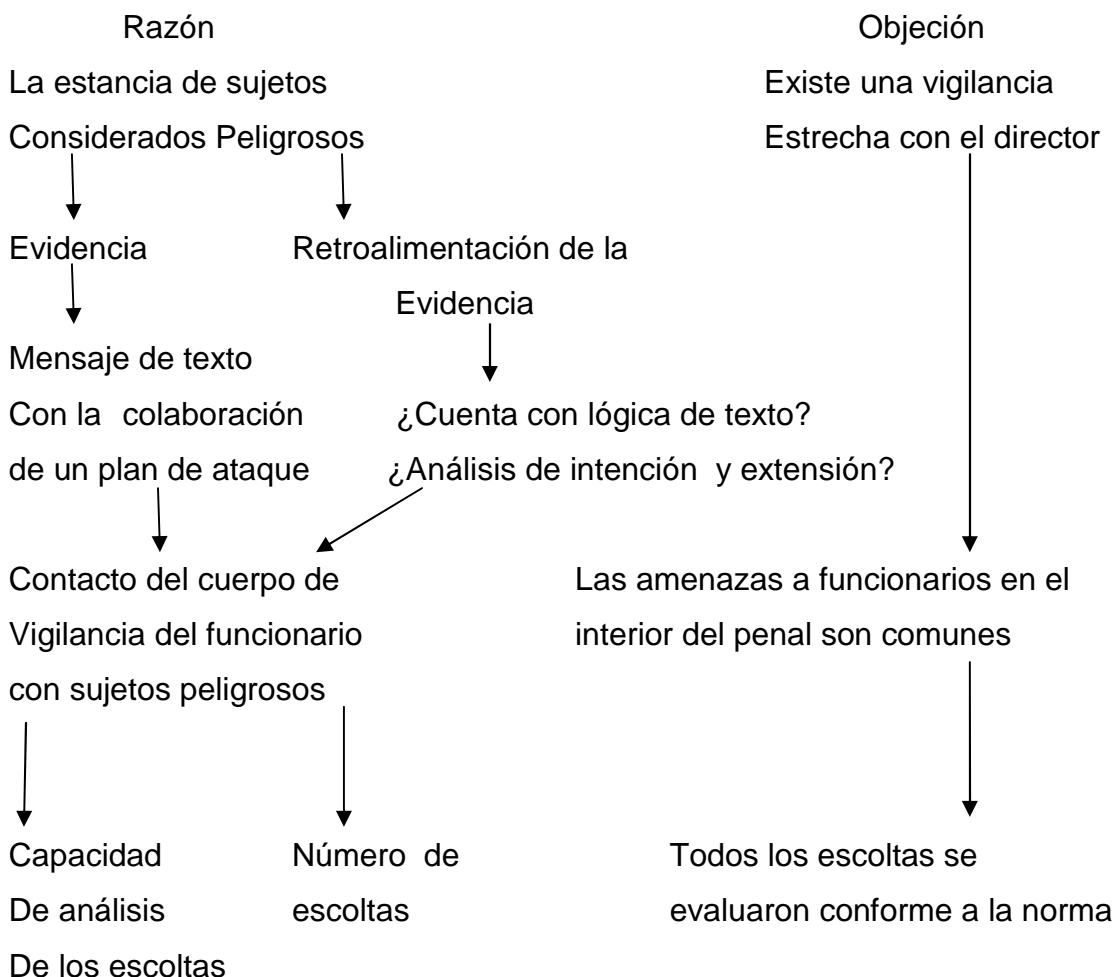 Razón
Objeción
La estancia de sujetos
Considerados Peligrosos
Existe una vigilancia
Estrecha con el director
Evidencia
Retroalimentación de la
Evidencia
Mensaje de texto
Con la colaboración
de un plan de ataque
¿Cuenta con lógica de texto?
¿Análisis de intención y extensión?
Contacto del cuerpo de
Vigilancia del funcionario
con sujetos peligrosos
Las amenazas a funcionarios en el
interior del penal son comunes
Capacidad
De análisis
De los escoltas
Número de
escoltas
Todos los escoltas se
evaluaron conforme a la norma